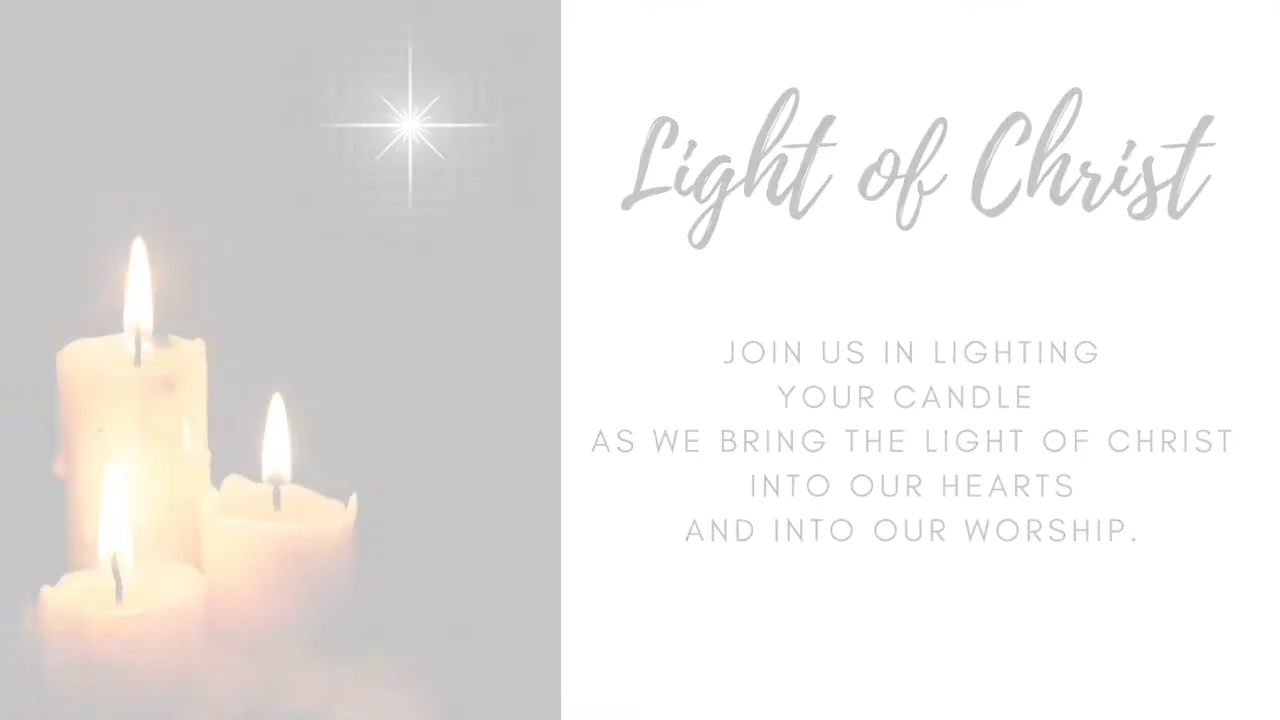 Light of Christ
JOIN US IN LIGHTING
YOUR CANDLE
AS WE BRING THE LIGHT OF CHRIST
INTO OUR HEARTS
AND INTO OUR WORSHIP.